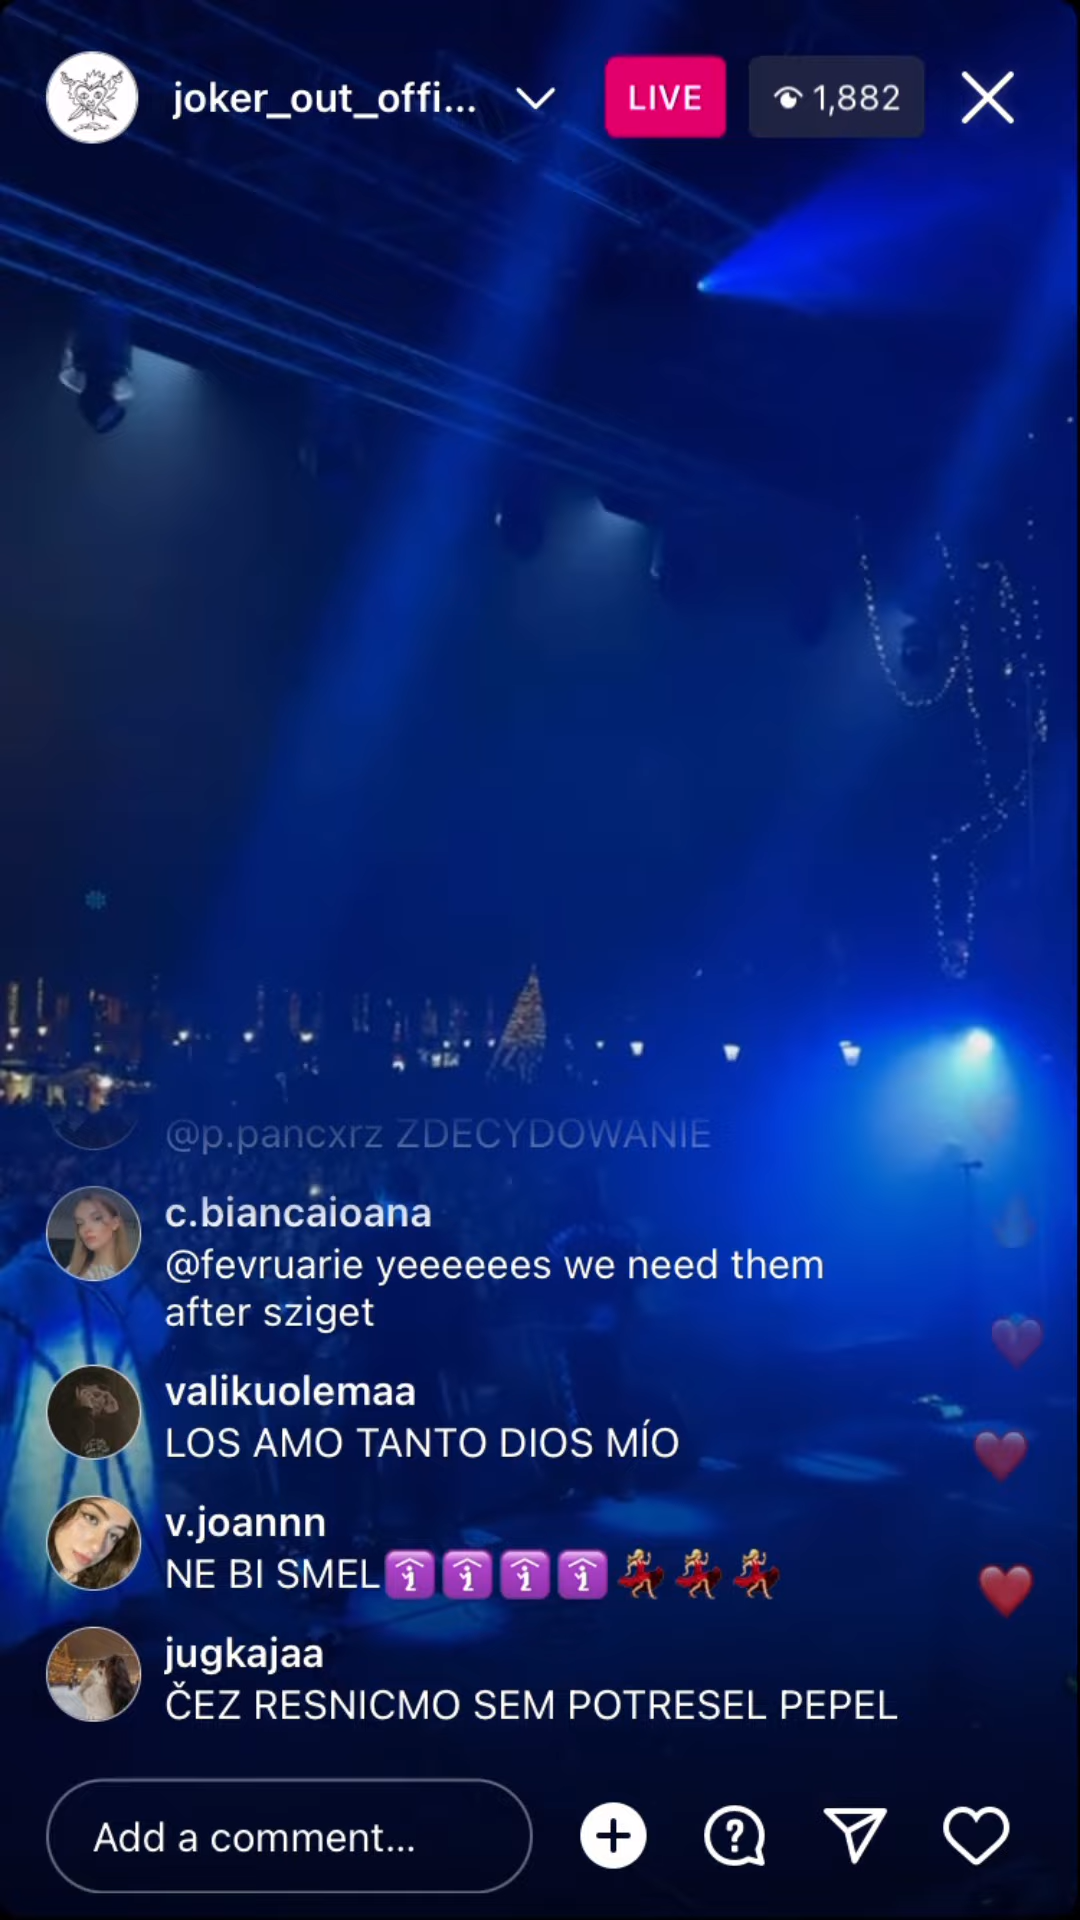 joker_out_offi...
LIVE
1,882
@p.pancxrz ZDECYDOWANIE
c.biancaioana
@fevruarie yeeeeees we need them
after sziget
valikuolemaa
LOS AMO TANTO DIOS MÍO
v.joannn
NE BI SMEL🛐🛐🛐🛐💃💃💃
jugkajaa
ČEZ RESNICMO SEM POTRESEL PEPEL
Add a comment...